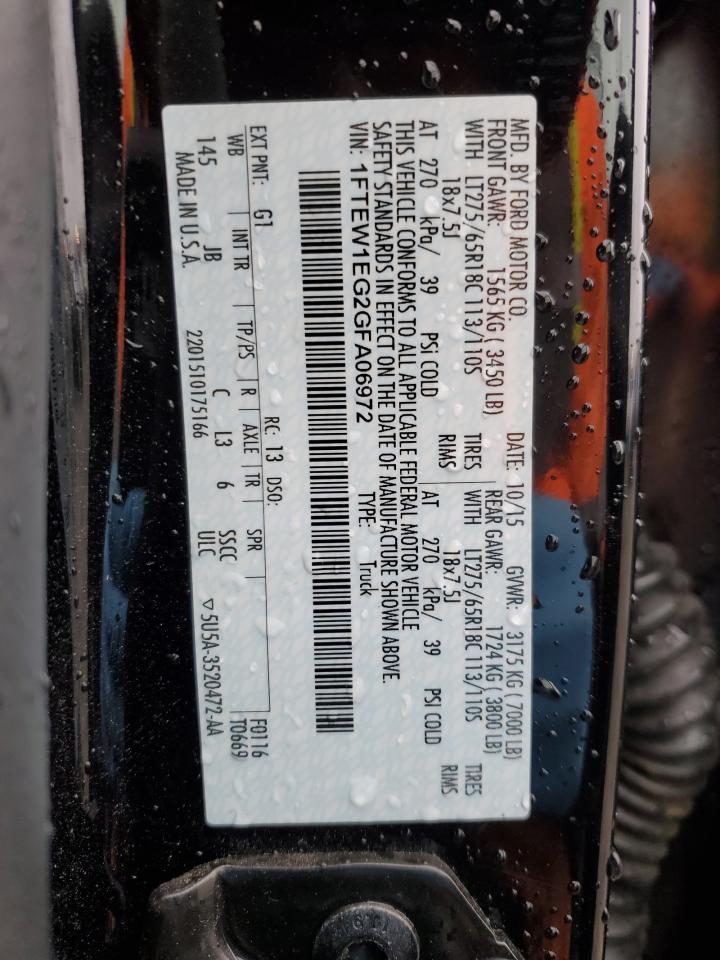 MFD. BY FORD MOTOR CO. DATE: 10/15 GVWR: 3175 KG ( 7000 LB)
FRONT GAWR: 1565 KG ( 3450 LB) REAR GAWR: 1724 KG ( 3800 LB)
WITH LT275/65R18C 113/110S TIRES WITH LT275/65R18C 113/110S TIRES
18x7.5J RIMS 18x7.5J RIMS
AT 270 kPa/ 39 PSI COLD AT 270 kPa/ 39 PSI COLD
THIS VEHICLE CONFORMS TO ALL APPLICABLE FEDERAL MOTOR VEHICLE
SAFETY STANDARDS IN EFFECT ON THE DATE OF MANUFACTURE SHOWN ABOVE.
VIN: 1FTEW1EG2GFA06972 TYPE: Truck
EXT PNT: G1 RC: 13 DSO: F0116
WB INT TR TP/PS R AXLE TR SPR T0669
145 JB C L3 6 SSCC
ULC
MADE IN U.S.A. 2201510175166 ▽5U5A-3520472-AA